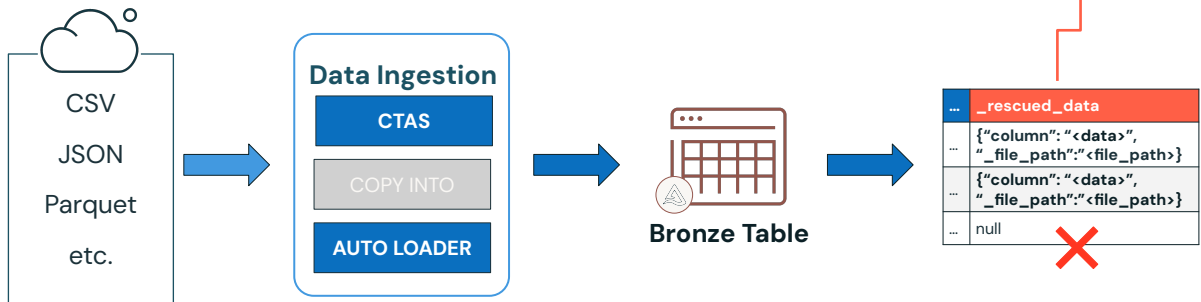 CSV
JSON
Parquet
etc.
Data Ingestion
CTAS
COPY INTO
AUTO LOADER
Bronze Table
... _rescued_data
... {“column”: “<data>”,
“_file_path”:”<file_path>}
... {“column”: “<data>”,
“_file_path”:”<file_path>}
... null